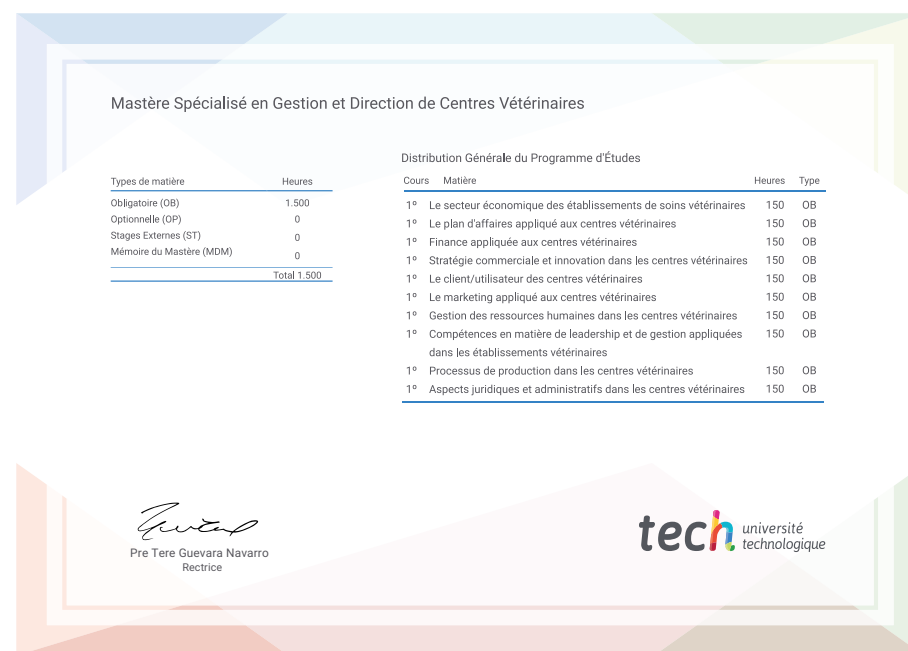 Mastère Spécialisé en Gestion et Direction de Centres Vétérinaires
Types de matière Heures
Obligatoire (OB) 1.500
Optionnelle (OP) 0
Stages Externes (ST) 0
Mémoire du Mastère (MDM) 0
Total 1.500
Distribution Générale du Programme d'Études
Cours Matière Heures Type
1º Le secteur économique des établissements de soins vétérinaires 150 OB
1º Le plan d'affaires appliqué aux centres vétérinaires 150 OB
1º Finance appliquée aux centres vétérinaires 150 OB
1º Stratégie commerciale et innovation dans les centres vétérinaires 150 OB
1º Le client/utilisateur des centres vétérinaires 150 OB
1º Le marketing appliqué aux centres vétérinaires 150 OB
1º Gestion des ressources humaines dans les centres vétérinaires 150 OB
1º Compétences en matière de leadership et de gestion appliquées 150 OB
dans les établissements vétérinaires
1º Processus de production dans les centres vétérinaires 150 OB
1º Aspects juridiques et administratifs dans les centres vétérinaires 150 OB
Pre Tere Guevara Navarro
Rectrice
tech université
technologique